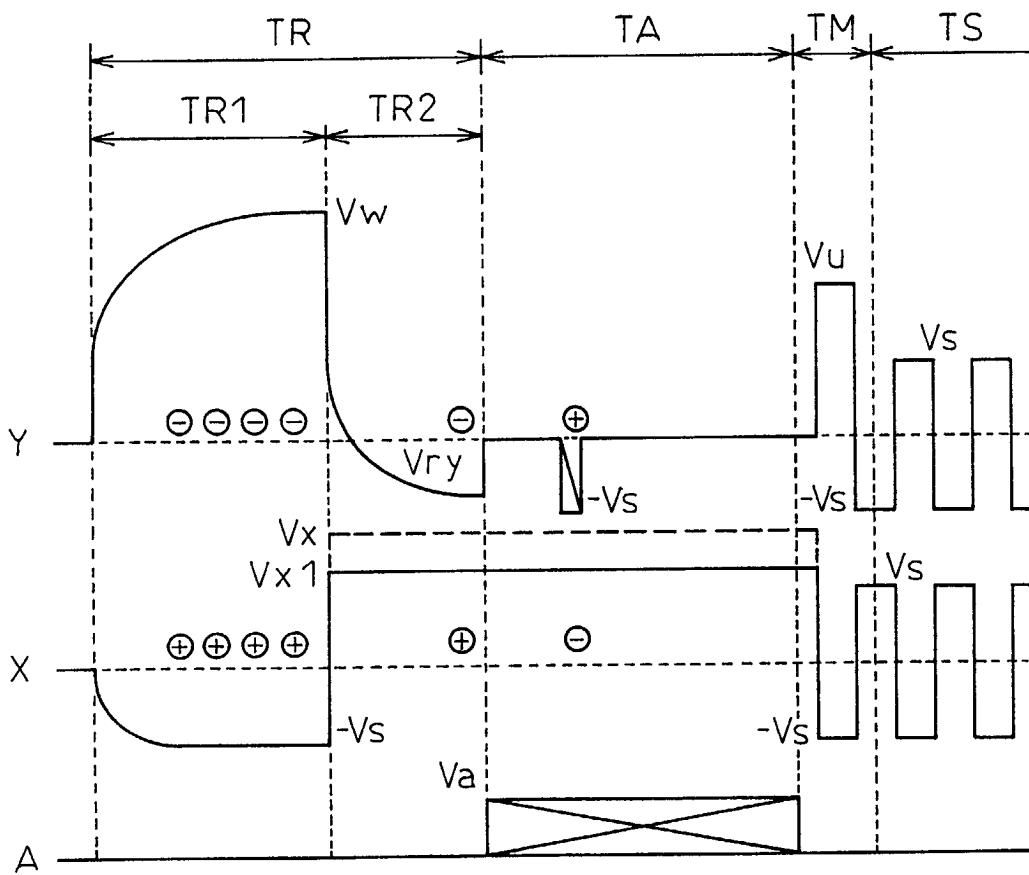 TR TA TM TS
TR1 TR2
Vw
Vu
Vs
⊖ ⊖ ⊖ ⊖ ⊖ ⊕
Y
Vry
-Vs -Vs
Vx
Vx1 Vs
⊕ ⊕ ⊕ ⊕ ⊕ ⊖
X
-Vs -Vs
Va
A